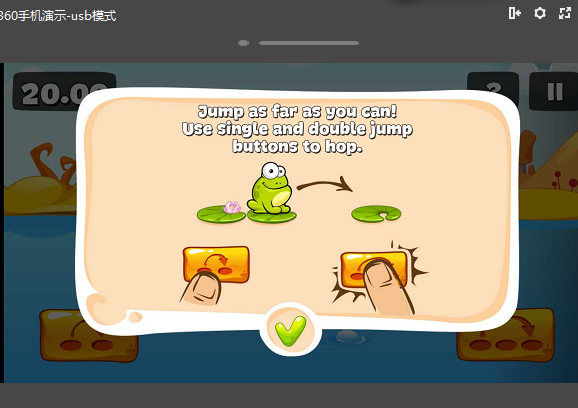 360手机演示-usb模式
20.00
Jump as far as you can!
Use single and double jump
buttons to hop.